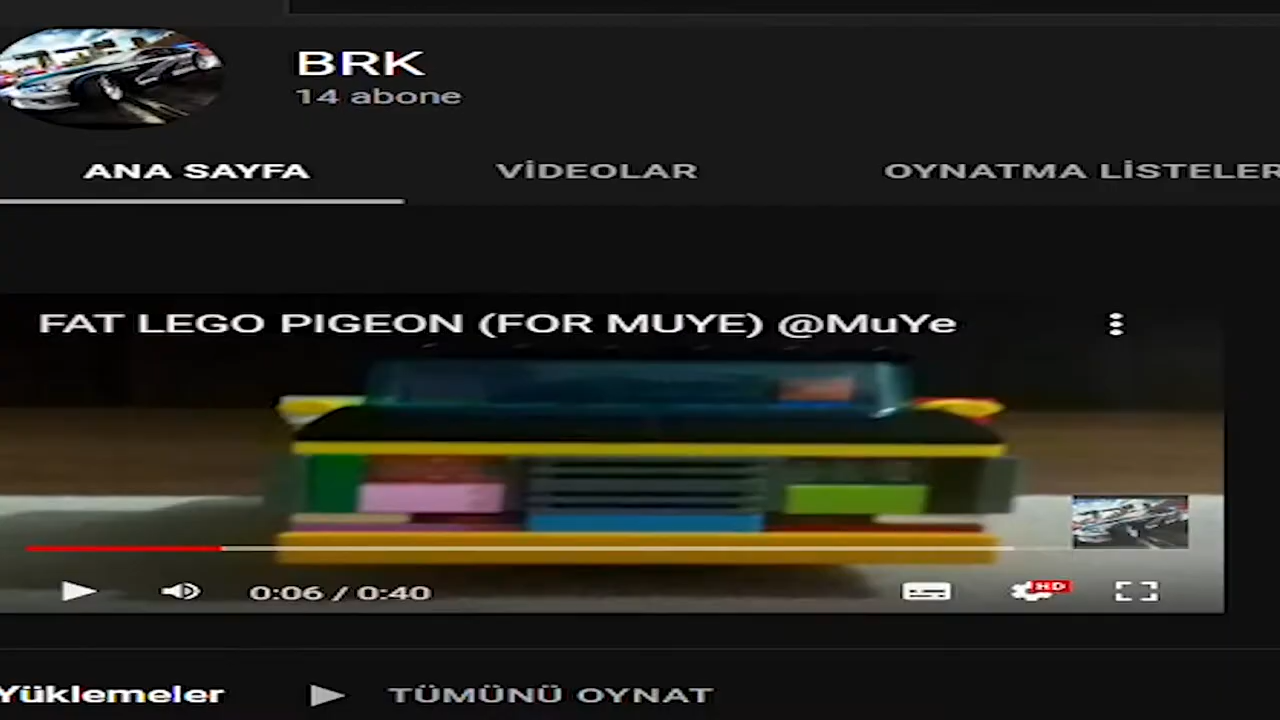 BRK
14 abone
ANA SAYFA VİDEOLAR OYNATMA LİSTELER
FAT LEGO PIGEON (FOR MUYE) @MuYe
0:06 / 0:40 HD
Yüklemeler TÜMÜNÜ OYNAT